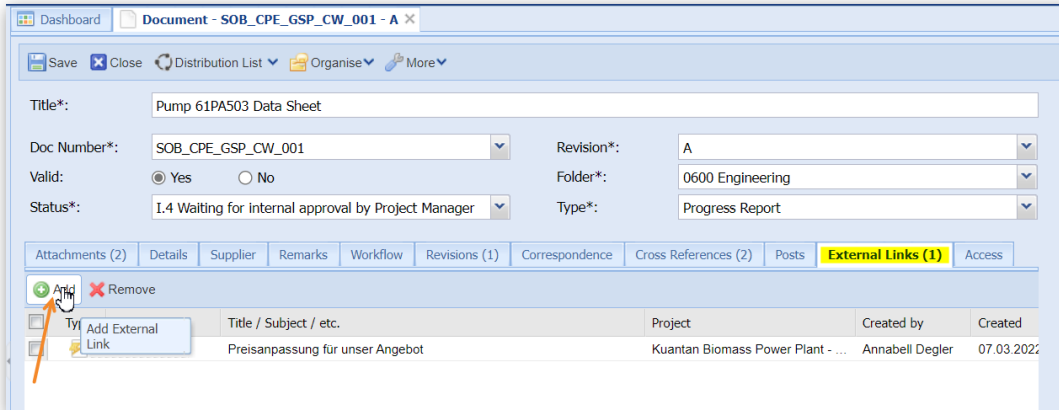 Dashboard Document - SOB_CPE_GSP_CW_001 - A
Save Close Distribution List Organise More
Title*: Pump 61PA503 Data Sheet
Doc Number*: SOB_CPE_GSP_CW_001 Revision*: A
Valid: Yes No Folder*: 0600 Engineering
Status*: I.4 Waiting for internal approval by Project Manager Type*: Progress Report
Attachments (2) Details Supplier Remarks Workflow Revisions (1) Correspondence Cross References (2) Posts External Links (1) Access
Add Remove
Title / Subject / etc. Project Created by Created
Add External
Link
Preisanpassung für unser Angebot Kuantan Biomass Power Plant - ... Annabell Degler 07.03.2022